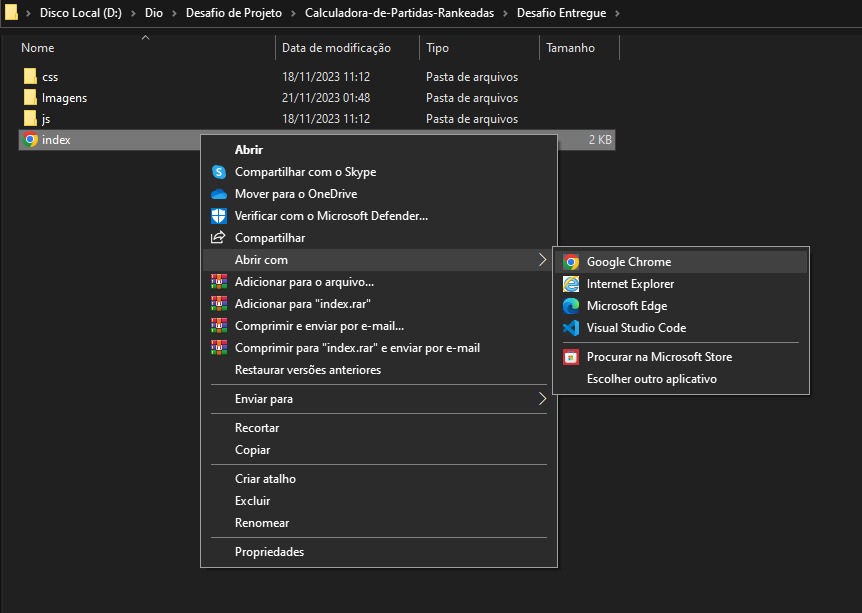 Disco Local (D:) > Dio > Desafio de Projeto > Calculadora-de-Partidas-Rankeadas > Desafio Entregue >
Nome Data de modificação Tipo Tamanho
css 18/11/2023 11:12 Pasta de arquivos
Imagens 21/11/2023 01:48 Pasta de arquivos
js 18/11/2023 11:12 Pasta de arquivos
index 2 KB
Abrir
Compartilhar com o Skype
Mover para o OneDrive
Verificar com o Microsoft Defender...
Compartilhar
Abrir com
Adicionar para o arquivo...
Adicionar para "index.rar"
Comprimir e enviar por e-mail...
Comprimir para "index.rar" e enviar por e-mail
Restaurar versões anteriores
Enviar para
Recortar
Copiar
Criar atalho
Excluir
Renomear
Propriedades
Google Chrome
Internet Explorer
Microsoft Edge
Visual Studio Code
Procurar na Microsoft Store
Escolher outro aplicativo